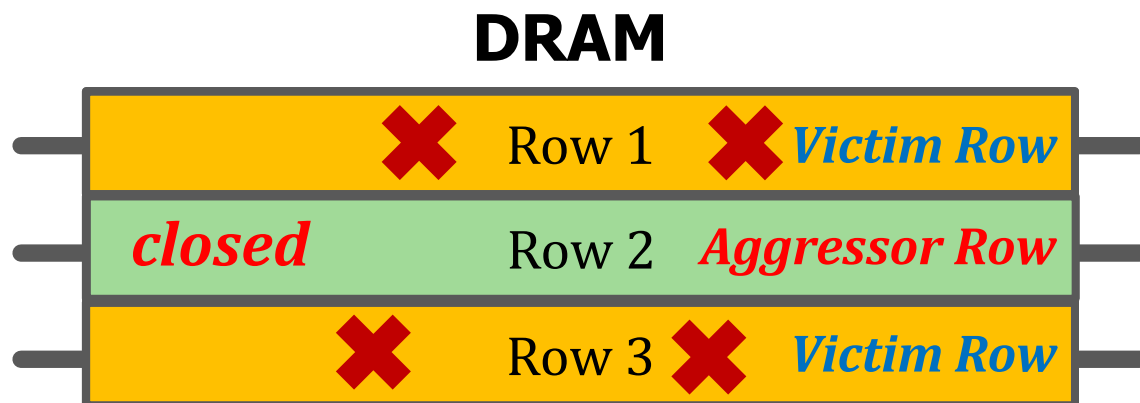 DRAM
Row 1 Victim Row
closed Row 2 Aggressor Row
Row 3 Victim Row